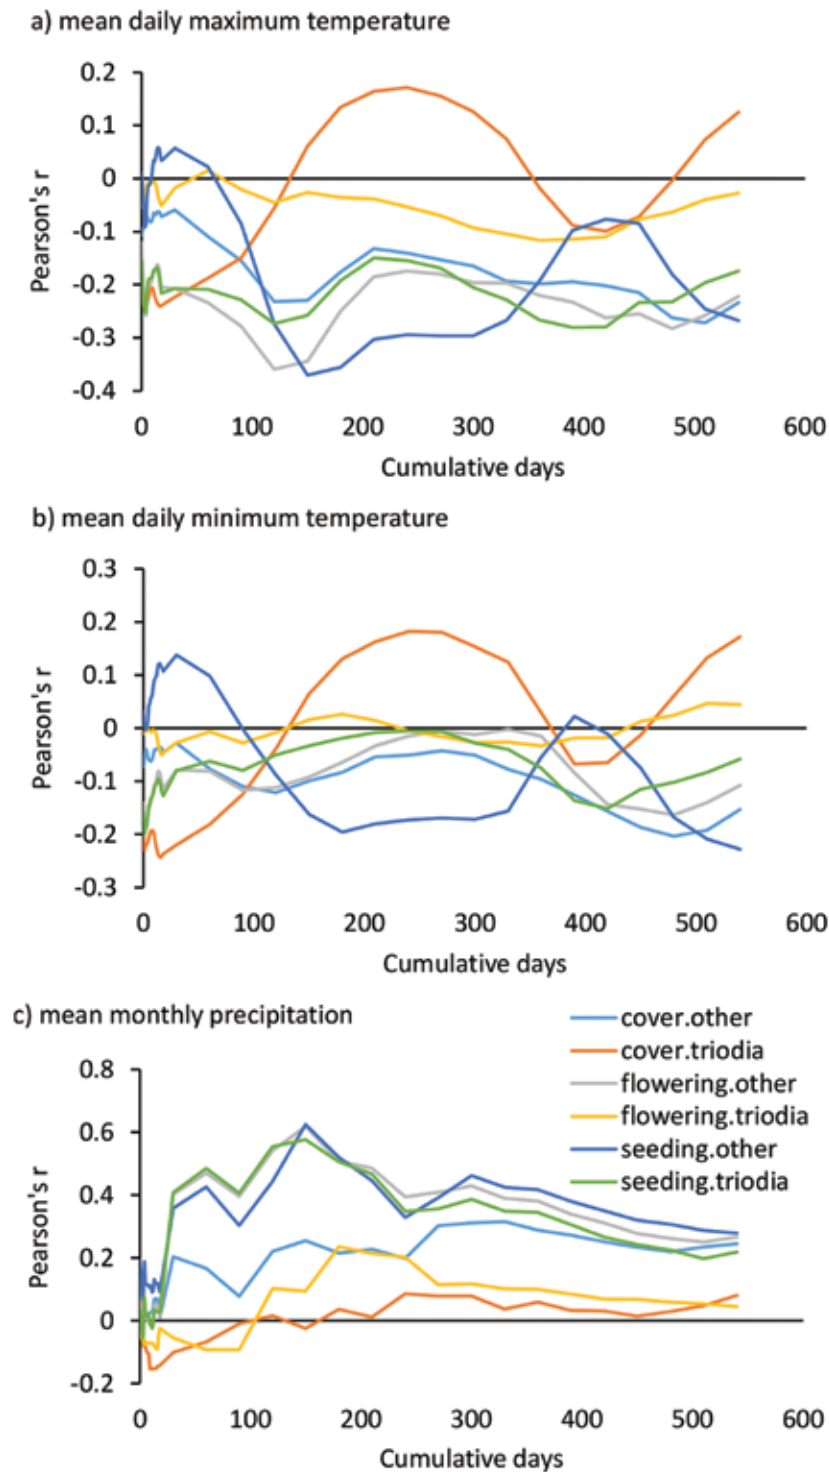 a) mean daily maximum temperature
0.2
0.1
0
-0.1
-0.2
-0.3
-0.4
Pearson's r
0 100 200 300 400 500 600
Cumulative days
b) mean daily minimum temperature
0.3
0.2
0.1
0
-0.1
-0.2
-0.3
Pearson's r
0 100 200 300 400 500 600
Cumulative days
c) mean monthly precipitation
cover.other
cover.triodia
flowering.other
flowering.triodia
seeding.other
seeding.triodia
0.8
0.6
0.4
0.2
0
-0.2
Pearson's r
0 100 200 300 400 500 600
Cumulative days